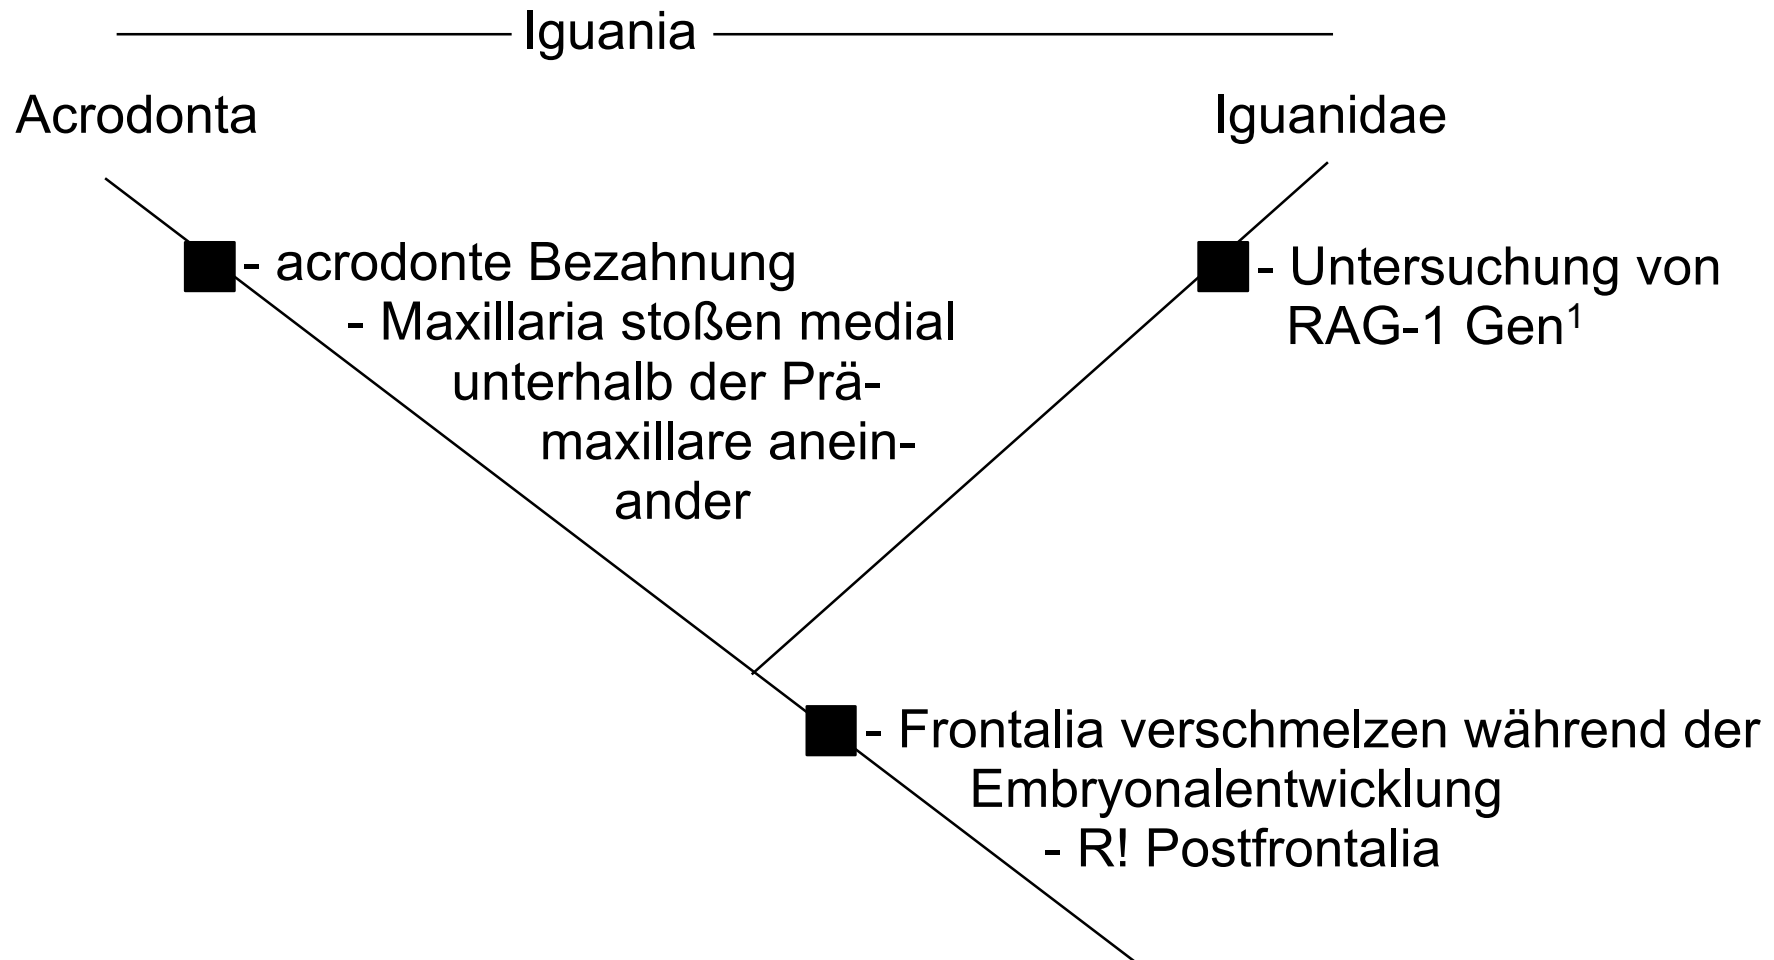 Iguania
Acrodonta
Iguanidae
- acrodonte Bezahnung
- Maxillaria stoßen medial
unterhalb der Prä-
maxillare anein-
ander
- Untersuchung von
RAG-1 Gen¹
- Frontalia verschmelzen während der
Embryonalentwicklung
- R! Postfrontalia